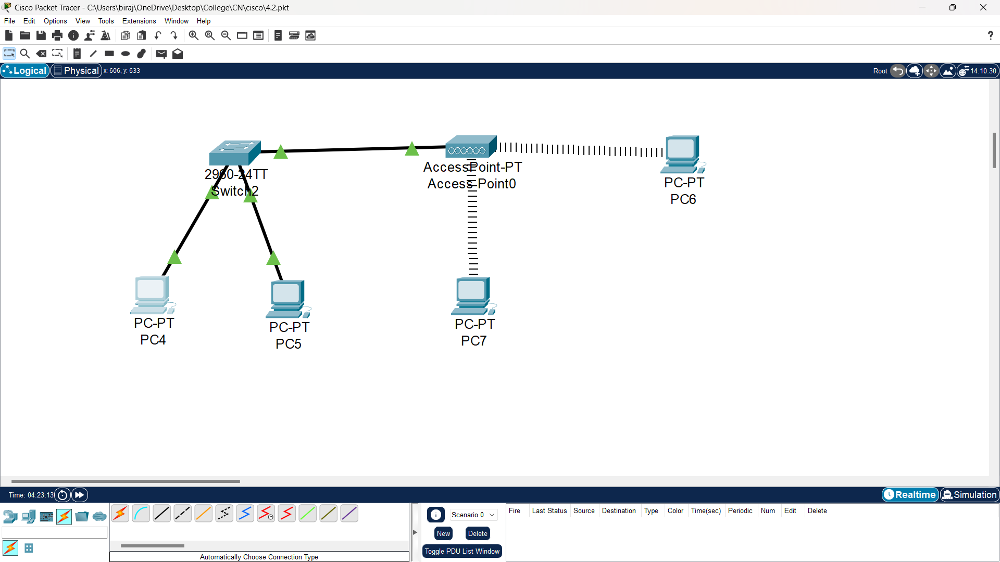 Cisco Packet Tracer - C:\Users\biraj\OneDrive\Desktop\College\CN\cisco\4.2.pkt
File Edit Options View Tools Extensions Window Help
?
Logical Physical x: 606, y: 633 Root 14:10:30
2960-24TT
Switch2
AccessPoint-PT
Access Point0
PC-PT
PC6
PC-PT
PC4
PC-PT
PC5
PC-PT
PC7
Time: 04:23:13 Realtime Simulation
Scenario 0
New Delete
Toggle PDU List Window
Fire Last Status Source Destination Type Color Time(sec) Periodic Num Edit Delete
Automatically Choose Connection Type